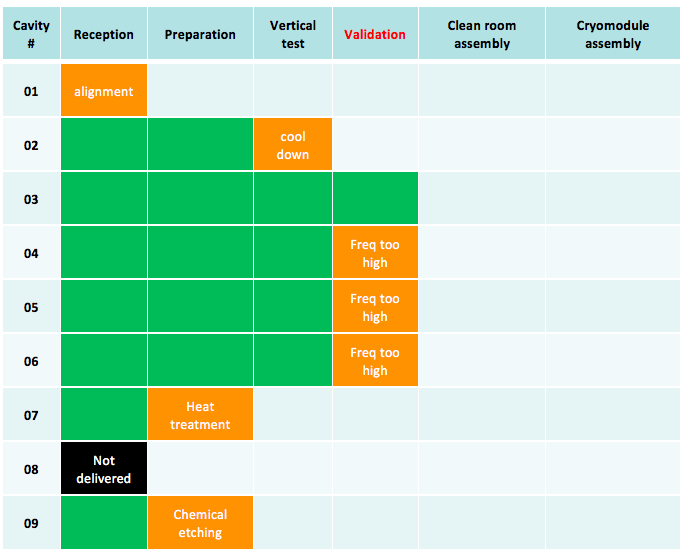 Cavity # Reception Preparation Vertical test Validation Clean room assembly Cryomodule assembly
01 alignment
02 cool down
03
04 Freq too high
05 Freq too high
06 Freq too high
07 Heat treatment
08 Not delivered
09 Chemical etching